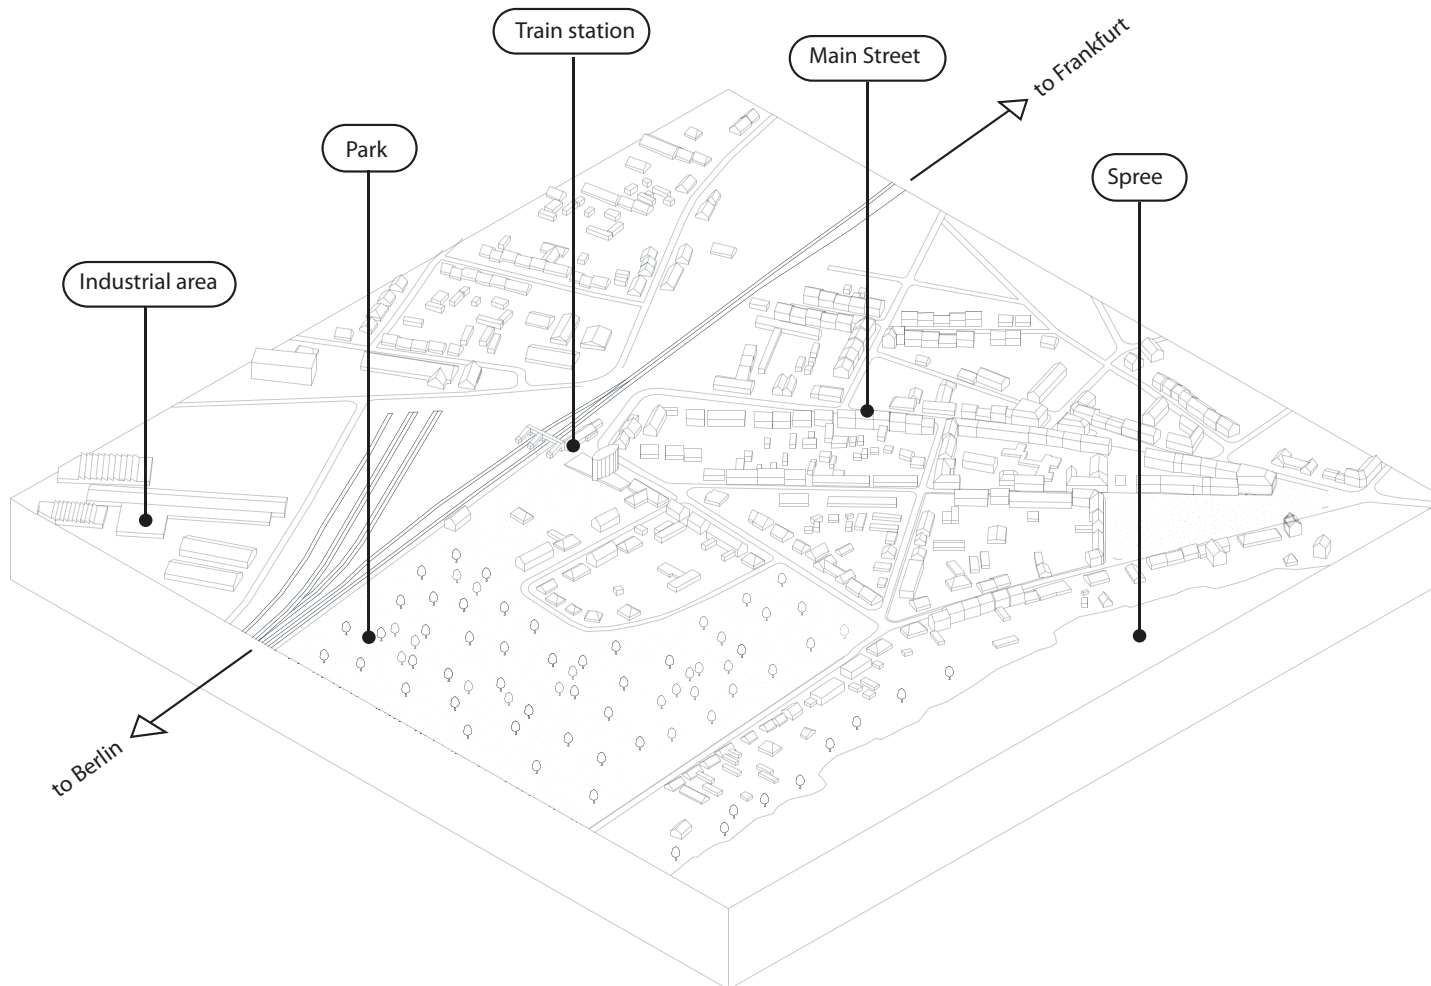 Train station
Main Street
to Frankfurt
Park
Spree
Industrial area
to Berlin